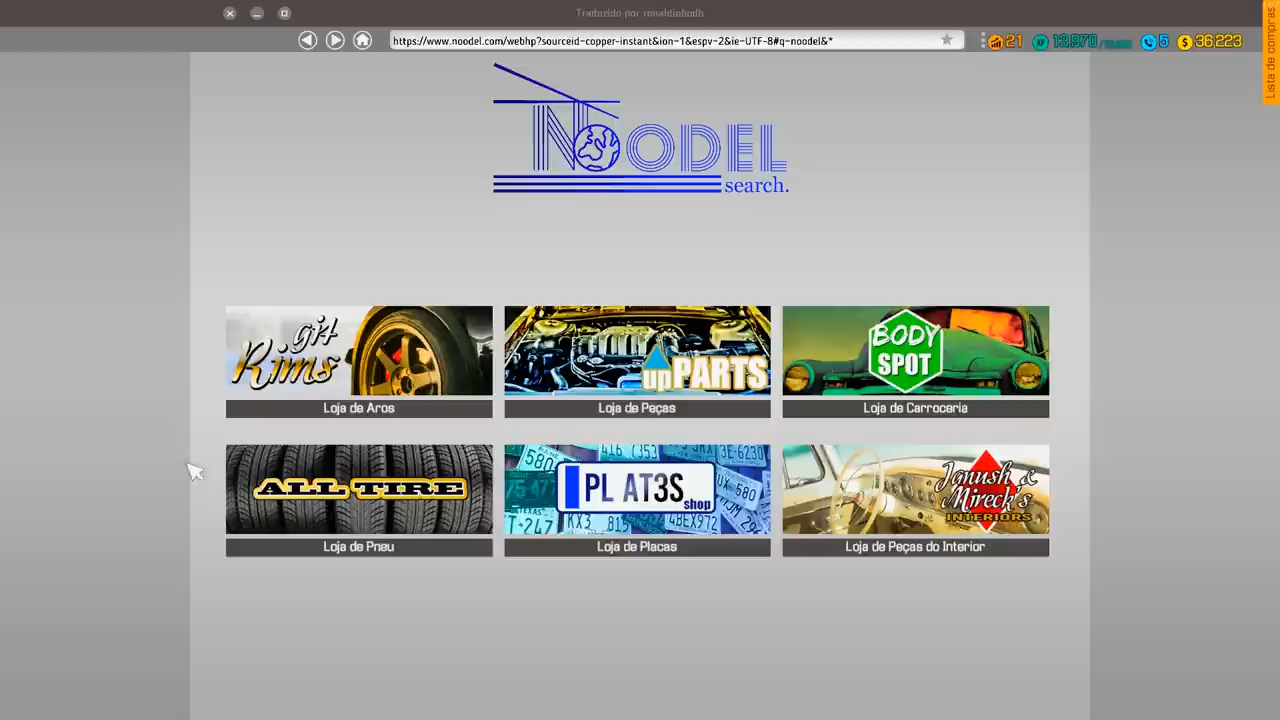 Traduzido por ronaldinhodh
https://www.noodel.com/webhp?sourceid-copper-instant&ion-1&espv-2&ie-UTF-8#q-noodel&*
21
13,970
5
$ 36,223
Lista de compras
NOODEL
search.
girl Rims
upPARTS
BODY SPOT
Loja de Aros
Loja de Peças
Loja de Carroceria
ALL TIRE
PL AT3S shop
Janush & Mireck's INTERIORS
Loja de Pneu
Loja de Placas
Loja de Peças do Interior